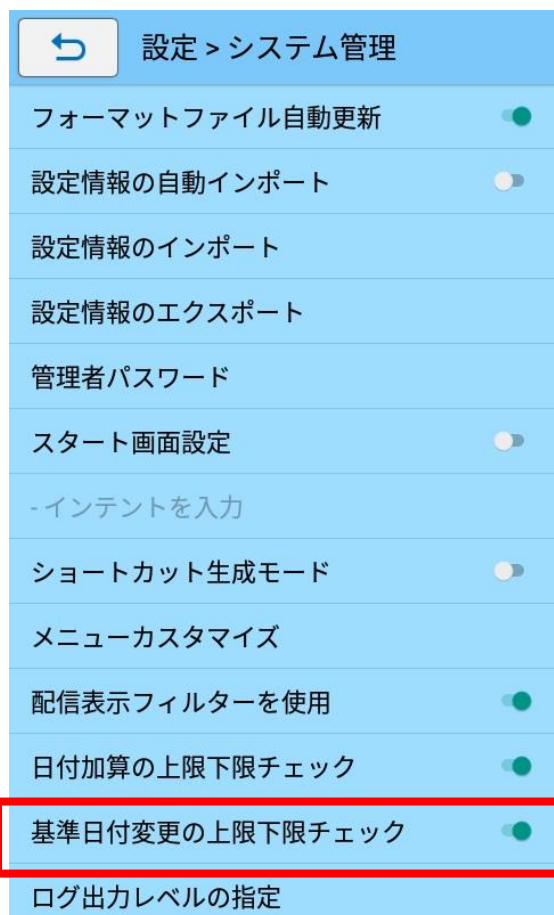 設定 > システム管理
フォーマットファイル自動更新
設定情報の自動インポート
設定情報のインポート
設定情報のエクスポート
管理者パスワード
スタート画面設定
- インテントを入力
ショートカット生成モード
メニューカスタマイズ
配信表示フィルターを使用
日付加算の上限下限チェック
基準日付変更の上限下限チェック
ログ出力レベルの指定